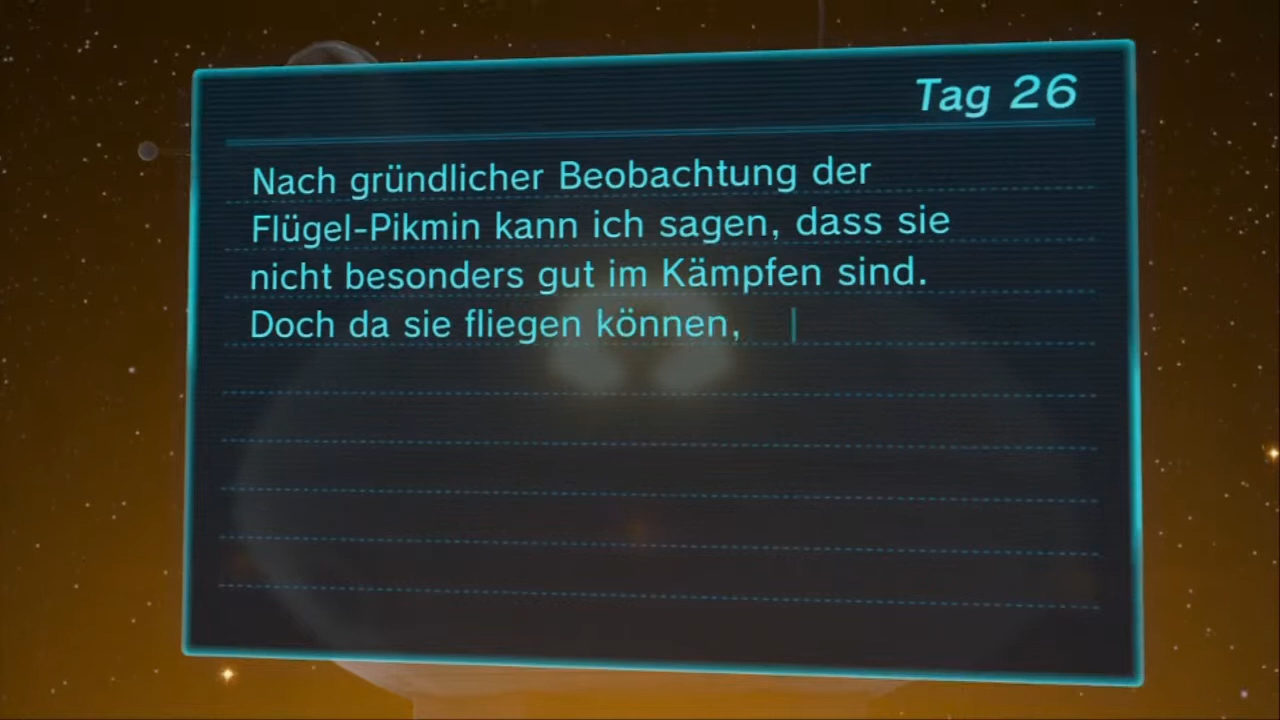 Tag 26
Nach gründlicher Beobachtung der
Flügel-Pikmin kann ich sagen, dass sie
nicht besonders gut im Kämpfen sind.
Doch da sie fliegen können,